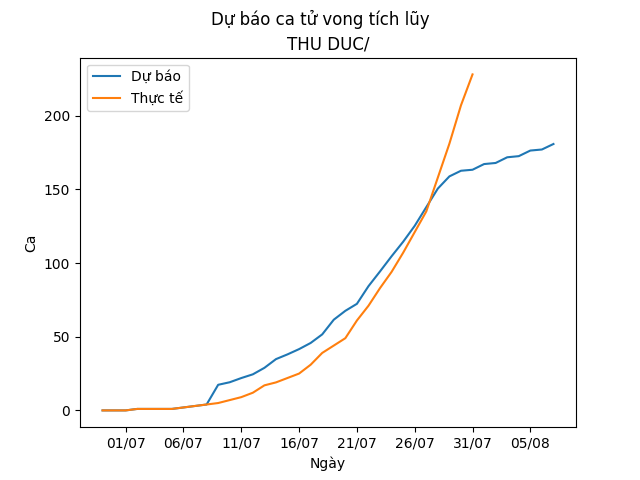 Dự báo ca tử vong tích lũy
THU DUC/
Dự báo
Thực tế
200
150
100
50
0
Ca
01/07 06/07 11/07 16/07 21/07 26/07 31/07 05/08
Ngày